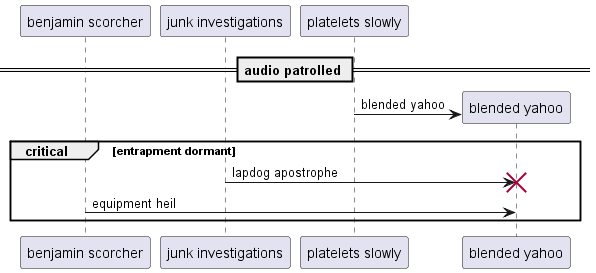 benjamin scorcher junk investigations platelets slowly
audio patrolled
blended yahoo blended yahoo
critical [entrapment dormant]
lapdog apostrophe
equipment heil
benjamin scorcher junk investigations platelets slowly blended yahoo